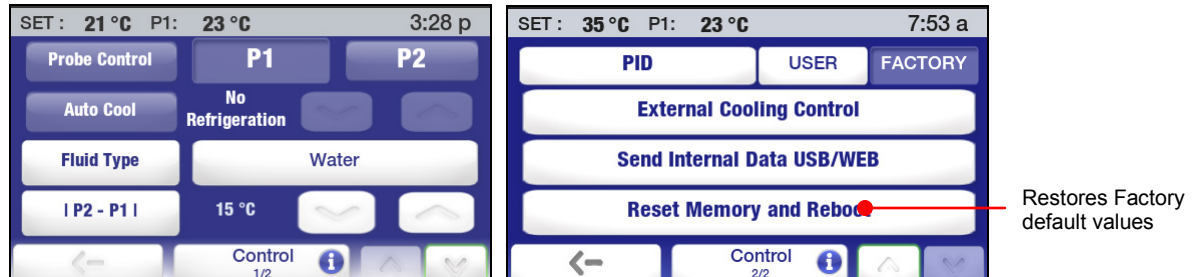 SET : 21 °C P1: 23 °C 3:28 p
Probe Control P1 P2
Auto Cool No Refrigeration
Fluid Type Water
I P2 - P1 I 15 °C
Control
1/2
SET : 35 °C P1: 23 °C 7:53 a
PID USER FACTORY
External Cooling Control
Send Internal Data USB/WEB
Reset Memory and Reboot
Control
2/2
Restores Factory
default values